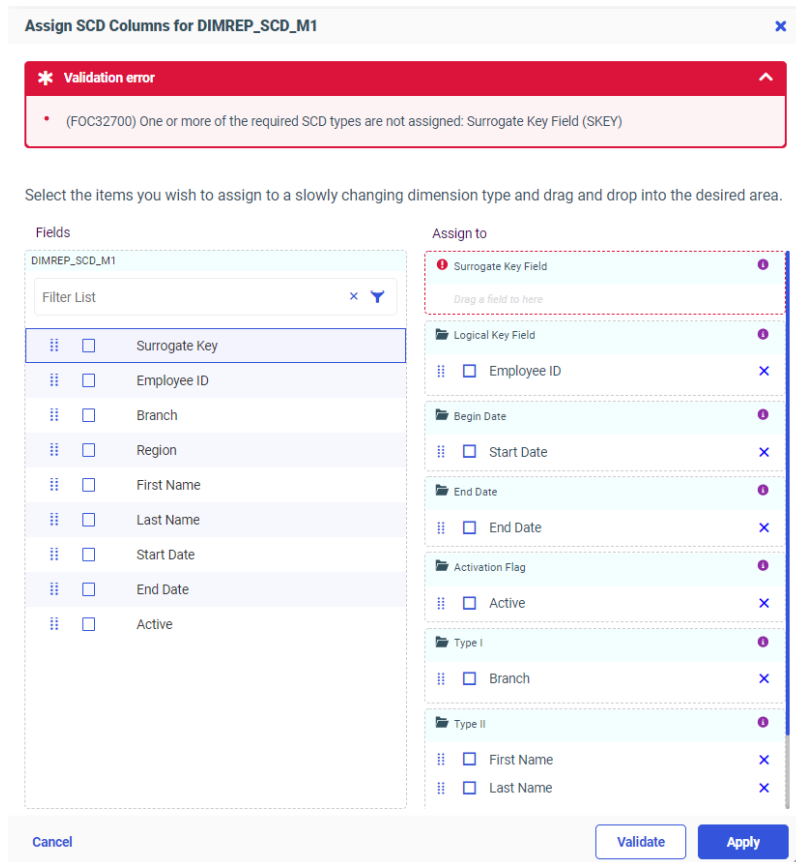 Assign SCD Columns for DIMREP_SCD_M1
Validation error
(FOC32700) One or more of the required SCD types are not assigned: Surrogate Key Field (SKEY)
Select the items you wish to assign to a slowly changing dimension type and drag and drop into the desired area.
Fields
DIMREP_SCD_M1
Filter List
Surrogate Key
Employee ID
Branch
Region
First Name
Last Name
Start Date
End Date
Active
Assign to
Surrogate Key Field
Drag a field to here
Logical Key Field
Employee ID
Begin Date
Start Date
End Date
End Date
Activation Flag
Active
Type I
Branch
Type II
First Name
Last Name
Cancel
Validate
Apply